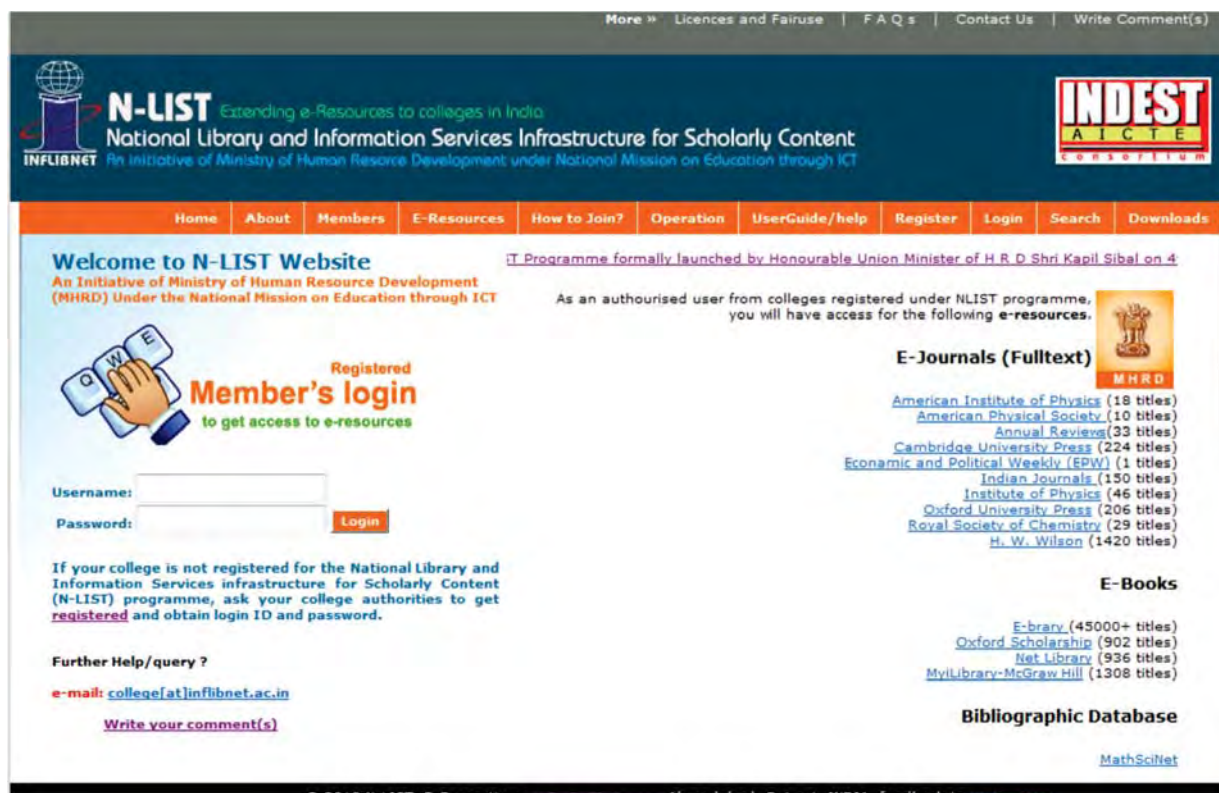 More » Licences and Fairuse | F A Q s | Contact Us | Write Comment(s)
INFLIBNET
N-LIST Extending e-Resources to colleges in India
National Library and Information Services Infrastructure for Scholarly Content
An initiative of Ministry of Human Resorce Development under National Mission on Education through ICT
INDEST
AICTE
consortium
Home About Members E-Resources How to Join? Operation UserGuide/help Register Login Search Downloads
Welcome to N-LIST Website
An Initiative of Ministry of Human Resource Development
(MHRD) Under the National Mission on Education through ICT
Q W E
Registered
Member's login
to get access to e-resources
Username:
Password: Login
If your college is not registered for the National Library and
Information Services infrastructure for Scholarly Content
(N-LIST) programme, ask your college authorities to get
registered and obtain login ID and password.
Further Help/query ?
e-mail: college[at]inflibnet.ac.in
Write your comment(s)
T Programme formally launched by Honourable Union Minister of H R D Shri Kapil Sibal on 4
As an authourised user from colleges registered under NLIST programme,
you will have access for the following e-resources.
MHRD
E-Journals (Fulltext)
American Institute of Physics (18 titles)
American Physical Society (10 titles)
Annual Reviews(33 titles)
Cambridge University Press (224 titles)
Econamic and Political Weekly (EPW) (1 titles)
Indian Journals (150 titles)
Institute of Physics (46 titles)
Oxford University Press (206 titles)
Royal Society of Chemistry (29 titles)
H. W. Wilson (1420 titles)
E-Books
E-brary (45000+ titles)
Oxford Scholarship (902 titles)
Net Library (936 titles)
MyiLibrary-McGraw Hill (1308 titles)
Bibliographic Database
MathSciNet